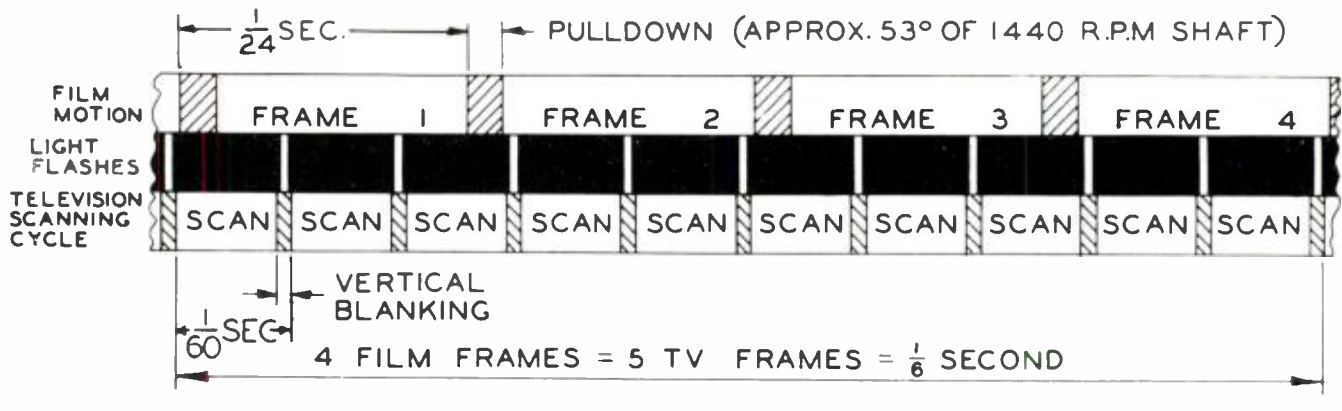 1/24 SEC.
PULLDOWN (APPROX. 53° OF 1440 R.P.M SHAFT)
FILM
MOTION
FRAME 1
FRAME 2
FRAME 3
FRAME 4
LIGHT
FLASHES
TELEVISION
SCANNING
CYCLE
SCAN SCAN SCAN SCAN SCAN SCAN SCAN SCAN SCAN SCAN
VERTICAL
BLANKING
1/60 SEC
4 FILM FRAMES = 5 TV FRAMES = 1/6 SECOND